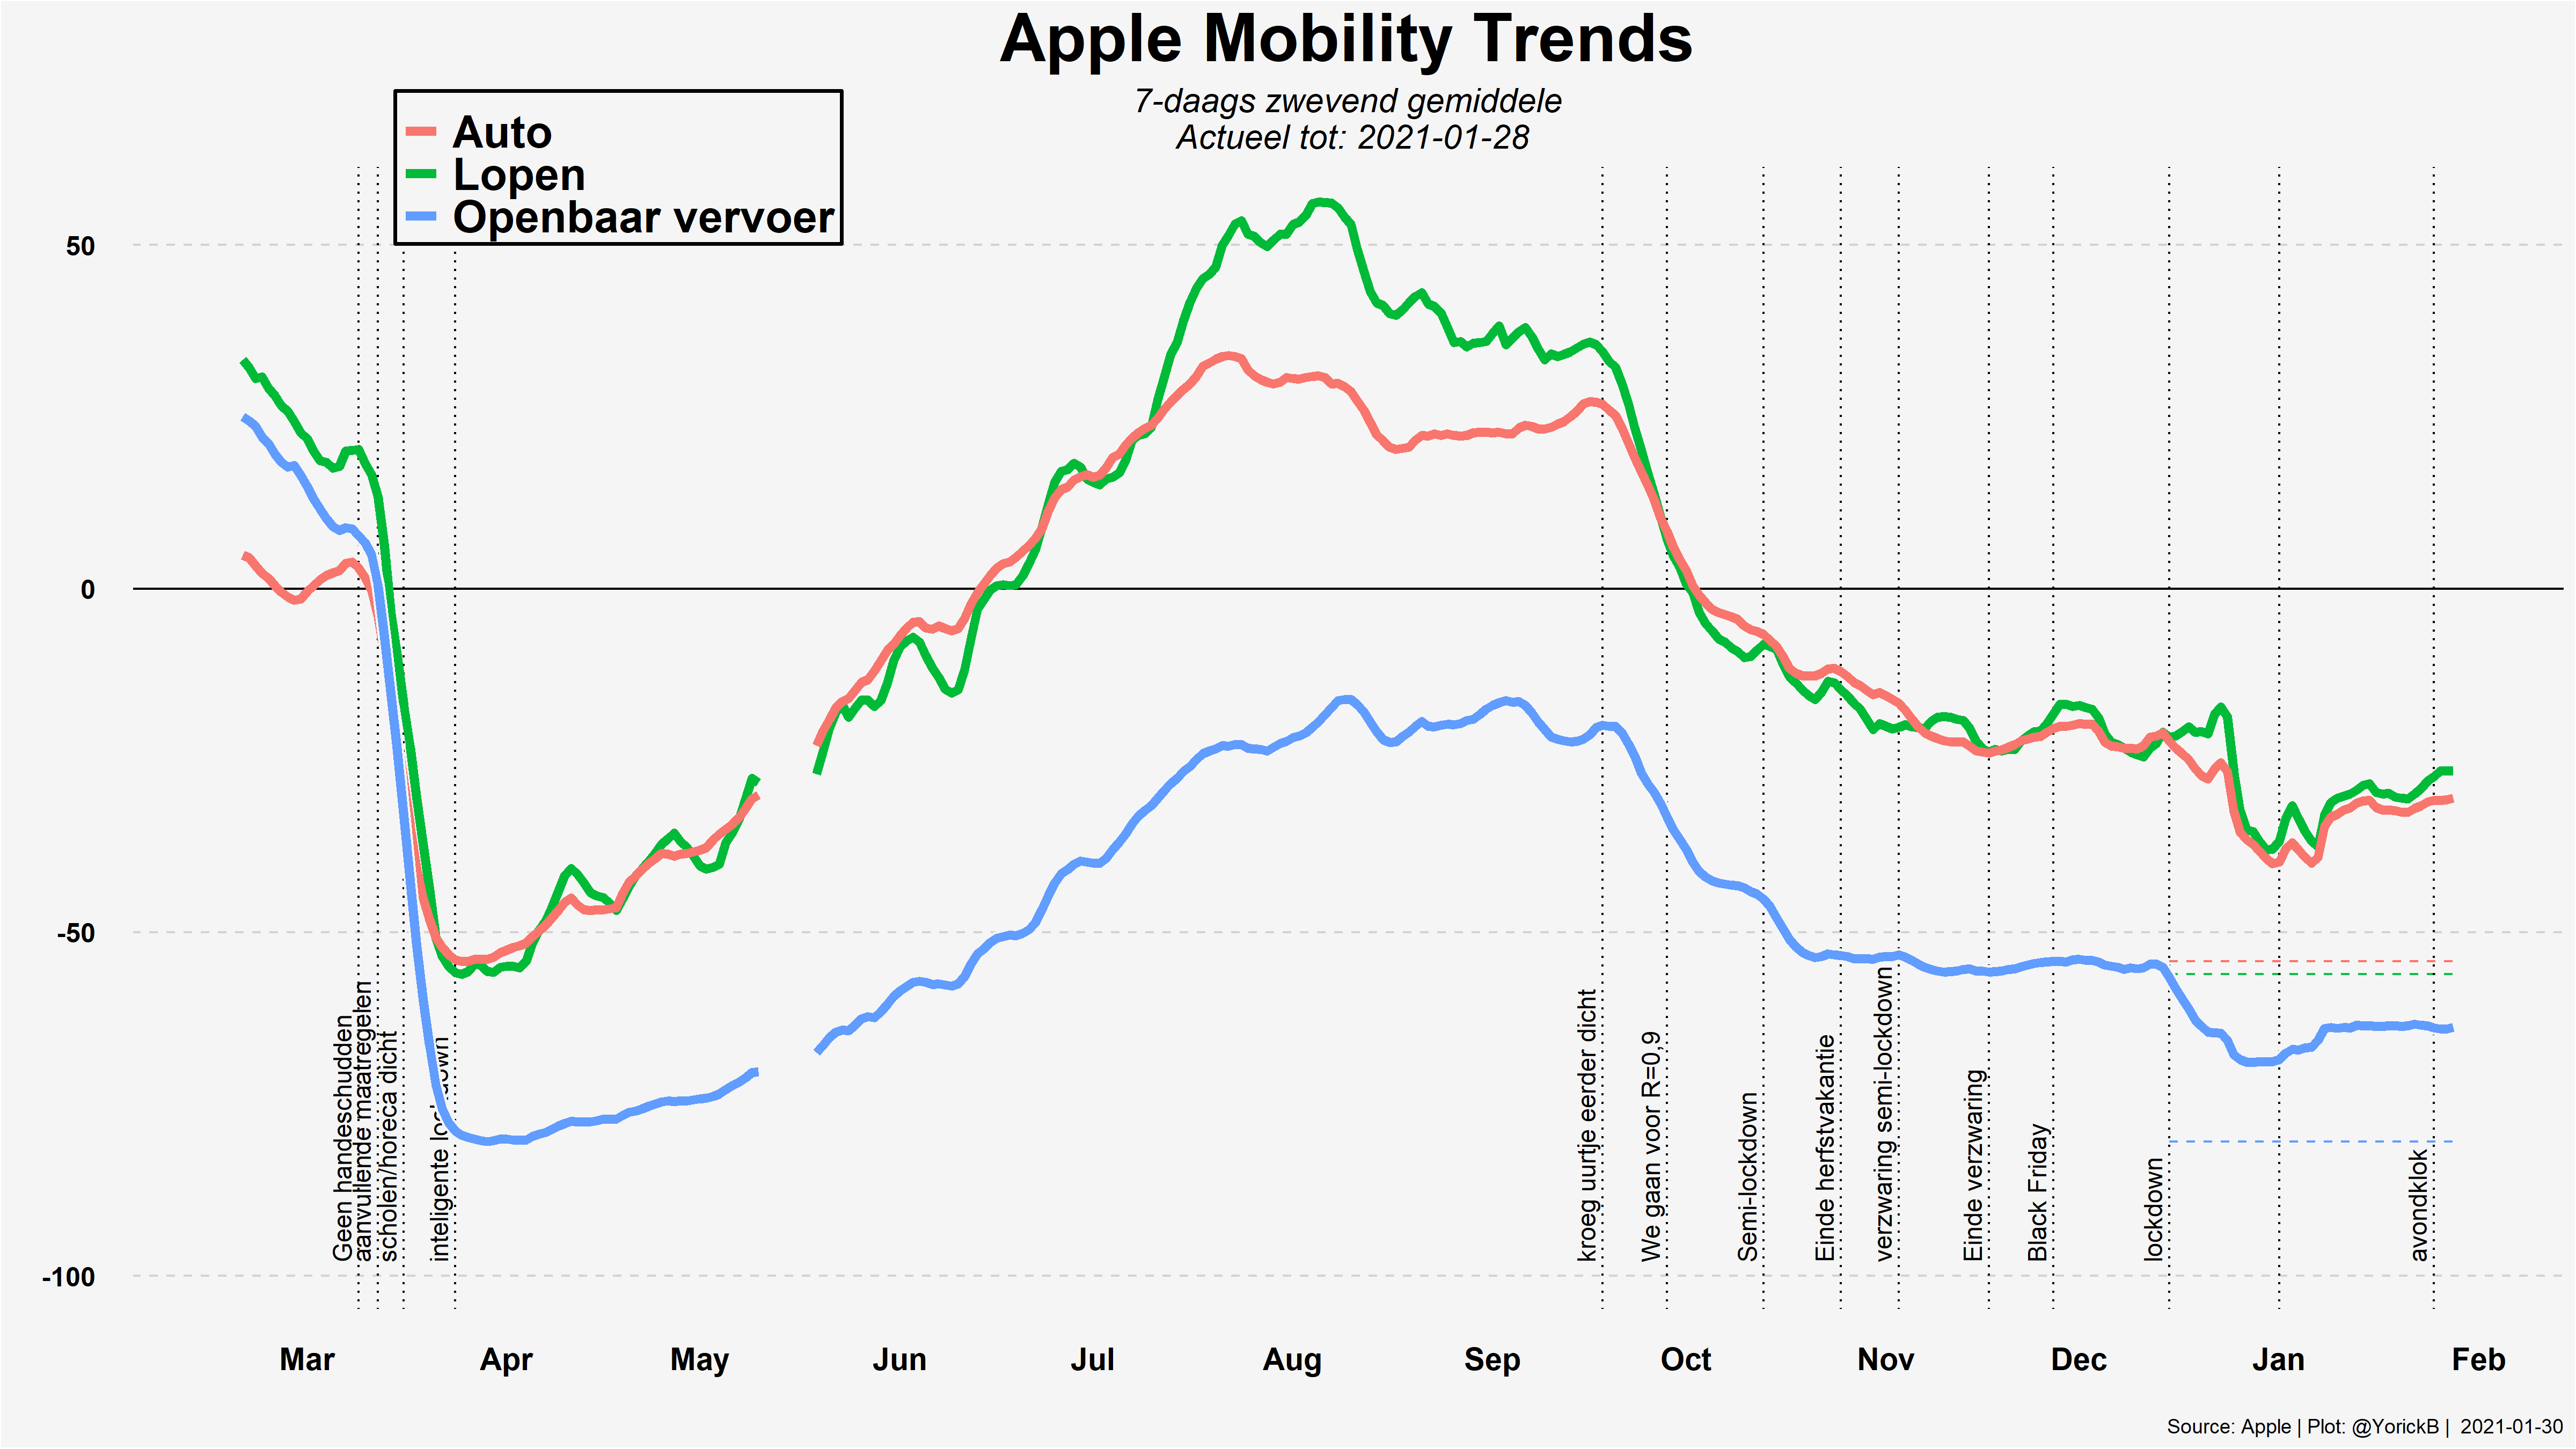 Apple Mobility Trends
7-daags zwevend gemiddele
Actueel tot: 2021-01-28
Auto
Lopen
Openbaar vervoer
50
0
-50
-100
Geen handeschudden
aanvullende maatregelen
scholen/horeca dicht
inteligente lockdown
kroeg uurtje eerder dicht
We gaan voor R=0,9
Semi-lockdown
Einde herfstvakantie
verzwaring semi-lockdown
Einde verzwaring
Black Friday
lockdown
avondklok
Mar Apr May Jun Jul Aug Sep Oct Nov Dec Jan Feb
Source: Apple | Plot: @YorickB | 2021-01-30